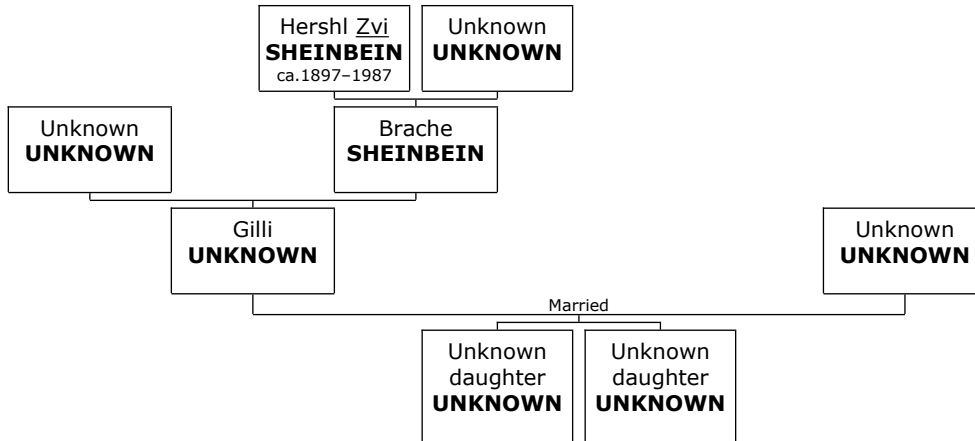 Hershl Zvi
SHEINBEIN
ca.1897–1987
Unknown
UNKNOWN
Unknown
UNKNOWN
Brache
SHEINBEIN
Gilli
UNKNOWN
Unknown
UNKNOWN
Married
Unknown
daughter
UNKNOWN
Unknown
daughter
UNKNOWN